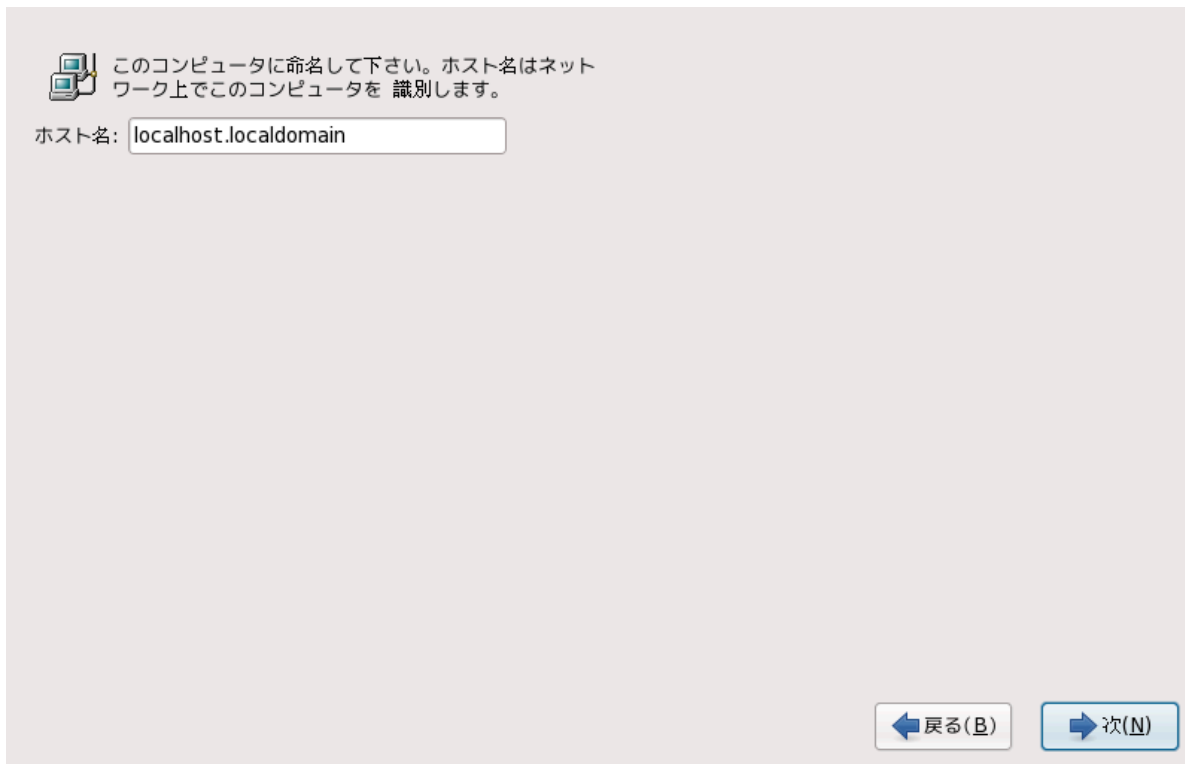 このコンピュータに命名して下さい。ホスト名はネット
ワーク上でこのコンピュータを 識別します。
ホスト名: localhost.localdomain
戻る(B) 次(N)